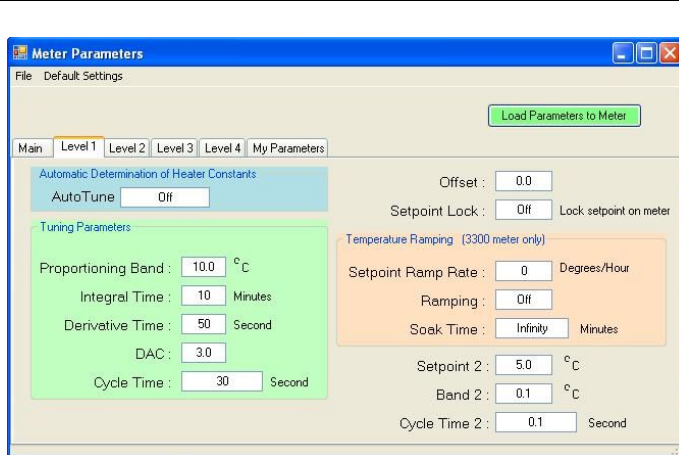 Meter Parameters
File Default Settings
Load Parameters to Meter
Main Level 1 Level 2 Level 3 Level 4 My Parameters
Automatic Determination of Heater Constants
AutoTune Off
Tuning Parameters
Proportioning Band : 10.0 °C
Integral Time : 10 Minutes
Derivative Time : 50 Second
DAC : 3.0
Cycle Time : 30 Second
Offset : 0.0
Setpoint Lock : Off Lock setpoint on meter
Temperature Ramping (3300 meter only)
Setpoint Ramp Rate : 0 Degrees/Hour
Ramping : Off
Soak Time : Infinity Minutes
Setpoint 2 : 5.0 °C
Band 2 : 0.1 °C
Cycle Time 2 : 0.1 Second